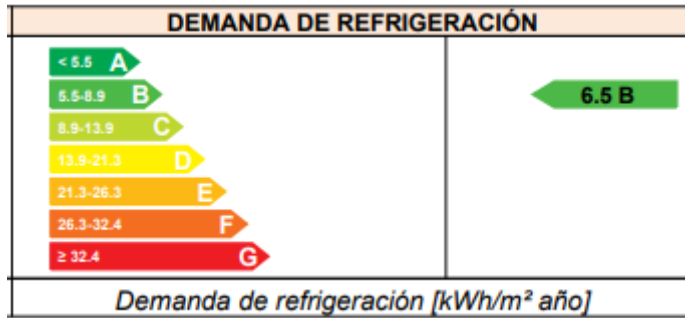 DEMANDA DE REFRIGERACIÓN
< 5.5 A
5.5-8.9 B
6.5 B
8.9-13.9 C
13.9-21.3 D
21.3-26.3 E
26.3-32.4 F
≥ 32.4 G
Demanda de refrigeración [kWh/m² año]